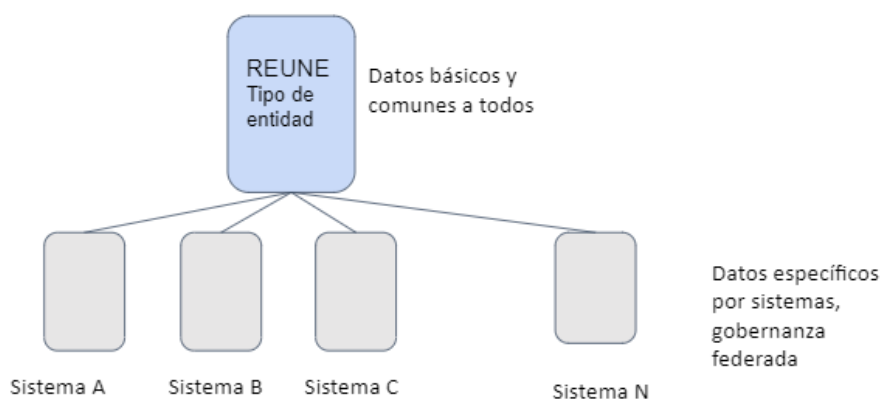 REUNE
Tipo de
entidad
Datos básicos y
comunes a todos
Datos específicos
por sistemas,
gobernanza
federada
Sistema A
Sistema B
Sistema C
Sistema N